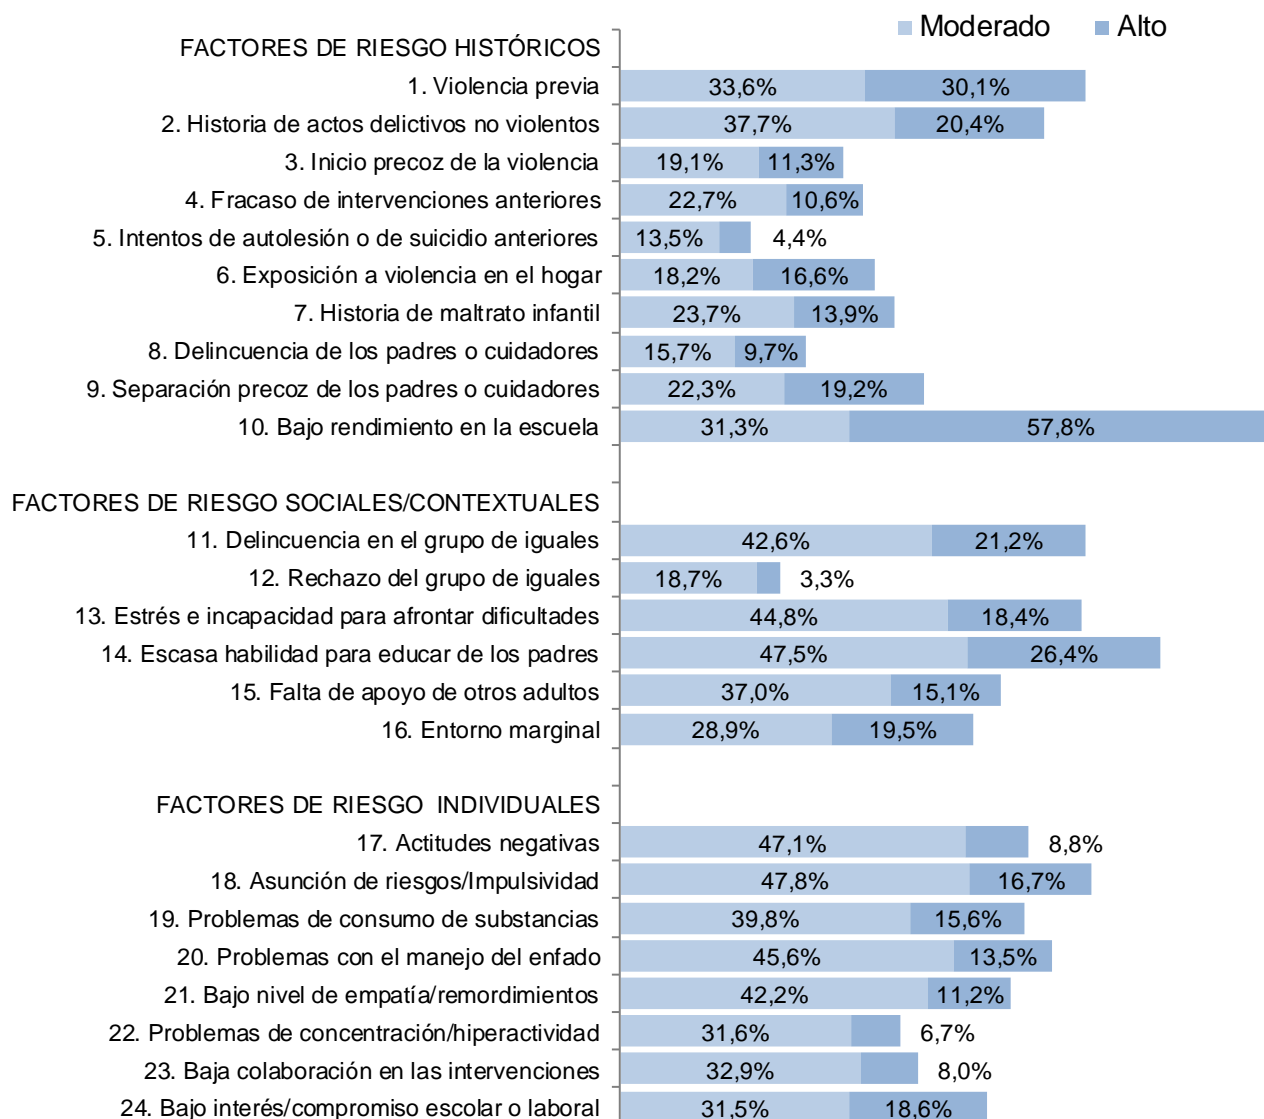 Moderado Alto
FACTORES DE RIESGO HISTÓRICOS
1. Violencia previa 33,6% 30,1%
2. Historia de actos delictivos no violentos 37,7% 20,4%
3. Inicio precoz de la violencia 19,1% 11,3%
4. Fracaso de intervenciones anteriores 22,7% 10,6%
5. Intentos de autolesión o de suicidio anteriores 13,5% 4,4%
6. Exposición a violencia en el hogar 18,2% 16,6%
7. Historia de maltrato infantil 23,7% 13,9%
8. Delincuencia de los padres o cuidadores 15,7% 9,7%
9. Separación precoz de los padres o cuidadores 22,3% 19,2%
10. Bajo rendimiento en la escuela 31,3% 57,8%
FACTORES DE RIESGO SOCIALES/CONTEXTUALES
11. Delincuencia en el grupo de iguales 42,6% 21,2%
12. Rechazo del grupo de iguales 18,7% 3,3%
13. Estrés e incapacidad para afrontar dificultades 44,8% 18,4%
14. Escasa habilidad para educar de los padres 47,5% 26,4%
15. Falta de apoyo de otros adultos 37,0% 15,1%
16. Entorno marginal 28,9% 19,5%
FACTORES DE RIESGO INDIVIDUALES
17. Actitudes negativas 47,1% 8,8%
18. Asunción de riesgos/Impulsividad 47,8% 16,7%
19. Problemas de consumo de substancias 39,8% 15,6%
20. Problemas con el manejo del enfado 45,6% 13,5%
21. Bajo nivel de empatía/remordimientos 42,2% 11,2%
22. Problemas de concentración/hiperactividad 31,6% 6,7%
23. Baja colaboración en las intervenciones 32,9% 8,0%
24. Bajo interés/compromiso escolar o laboral 31,5% 18,6%